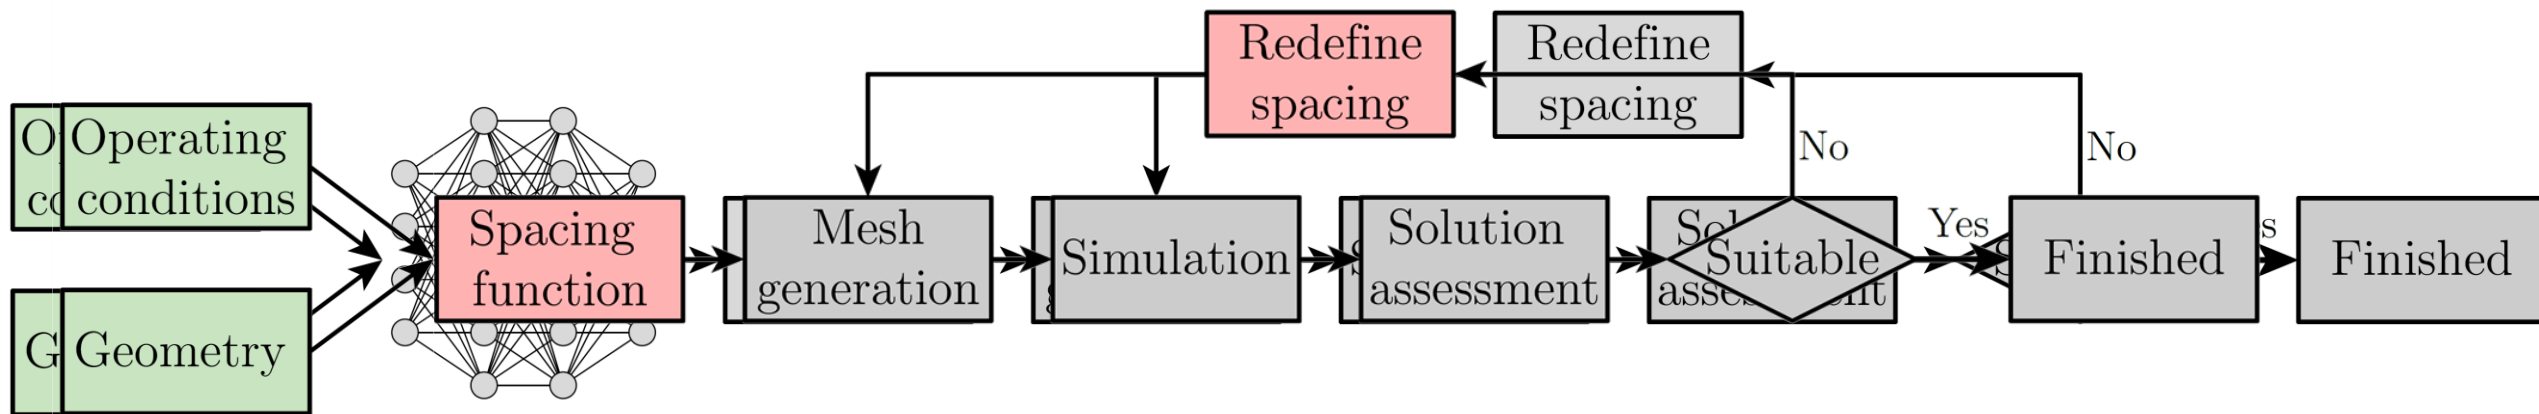 Redefine
spacing
Redefine
spacing
Operating
conditions
No
No
Spacing
function
Mesh
generation
Simulation
Solution
assessment
Suitable
Yes
Finished
Finished
Geometry